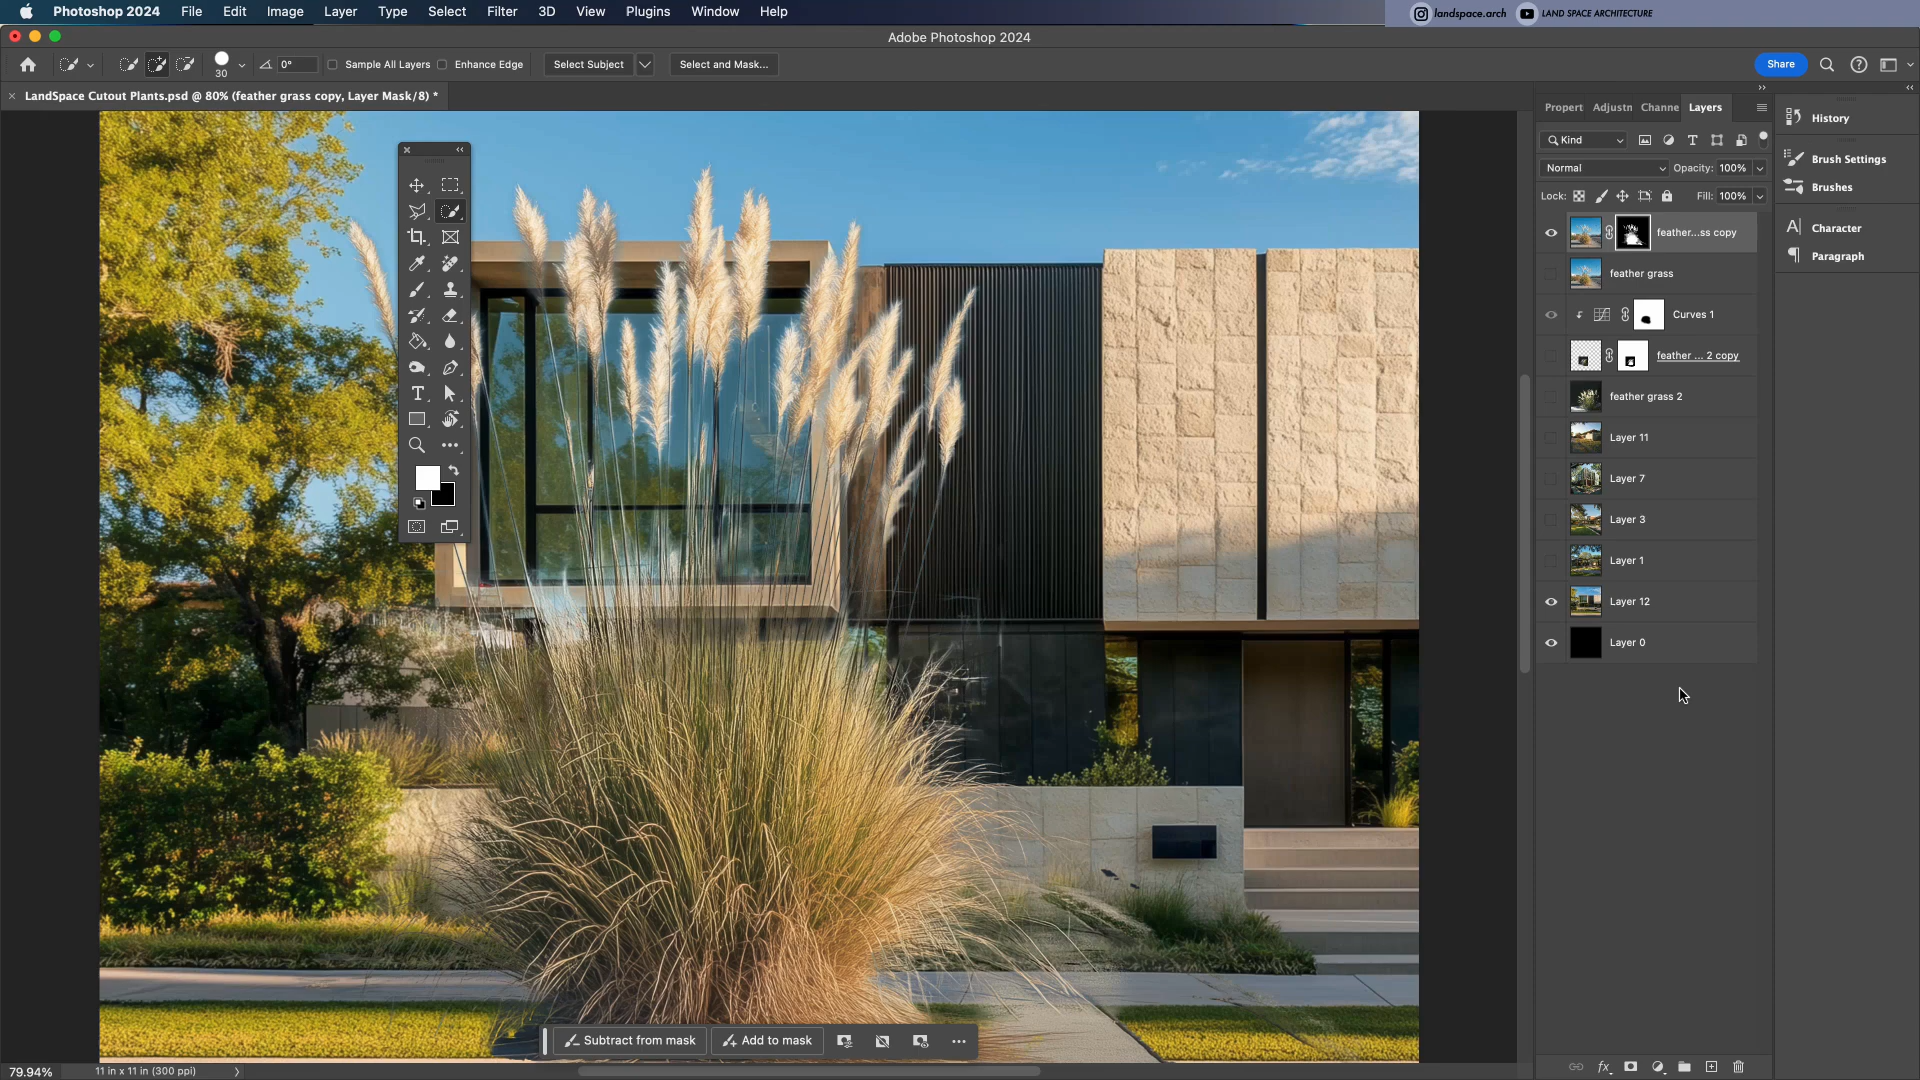 Photoshop 2024 File Edit Image Layer Type Select Filter 3D View Plugins Window Help
landspace.arch LAND SPACE ARCHITECTURE
Adobe Photoshop 2024
30 0° Sample All Layers Enhance Edge Select Subject Select and Mask... Share
LandSpace Cutout Plants.psd @ 80% (feather grass copy, Layer Mask/8) *
Propert Adjustn Channe Layers
Kind
Normal Opacity: 100%
Lock: Fill: 100%
feather...ss copy
feather grass
Curves 1
feather ... 2 copy
feather grass 2
Layer 11
Layer 7
Layer 3
Layer 1
Layer 12
Layer 0
History
Brush Settings
Brushes
Character
Paragraph
Subtract from mask Add to mask
79.94% 11 in x 11 in (300 ppi)